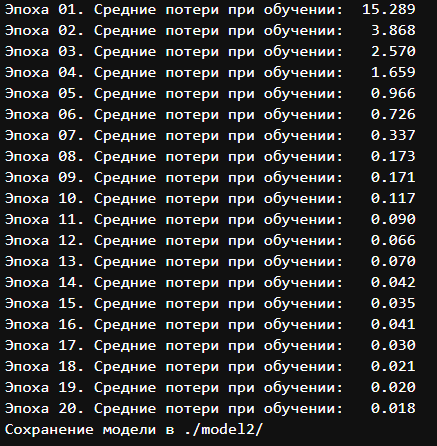 Эпоха 01. Средние потери при обучении: 15.289
Эпоха 02. Средние потери при обучении: 3.868
Эпоха 03. Средние потери при обучении: 2.570
Эпоха 04. Средние потери при обучении: 1.659
Эпоха 05. Средние потери при обучении: 0.966
Эпоха 06. Средние потери при обучении: 0.726
Эпоха 07. Средние потери при обучении: 0.337
Эпоха 08. Средние потери при обучении: 0.173
Эпоха 09. Средние потери при обучении: 0.171
Эпоха 10. Средние потери при обучении: 0.117
Эпоха 11. Средние потери при обучении: 0.090
Эпоха 12. Средние потери при обучении: 0.066
Эпоха 13. Средние потери при обучении: 0.070
Эпоха 14. Средние потери при обучении: 0.042
Эпоха 15. Средние потери при обучении: 0.035
Эпоха 16. Средние потери при обучении: 0.041
Эпоха 17. Средние потери при обучении: 0.030
Эпоха 18. Средние потери при обучении: 0.021
Эпоха 19. Средние потери при обучении: 0.020
Эпоха 20. Средние потери при обучении: 0.018
Сохранение модели в ./model2/